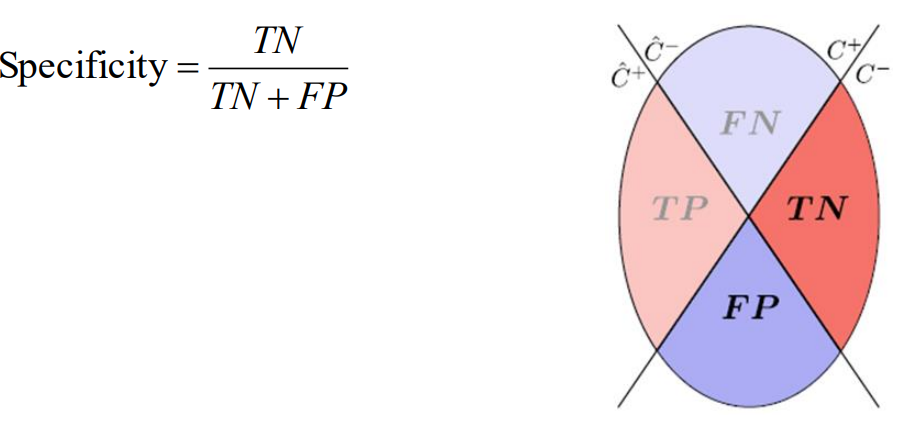 Specificity = TN / TN + FP
Ĉ⁻ C⁺
Ĉ⁺ C⁻
FN
TP TN
FP